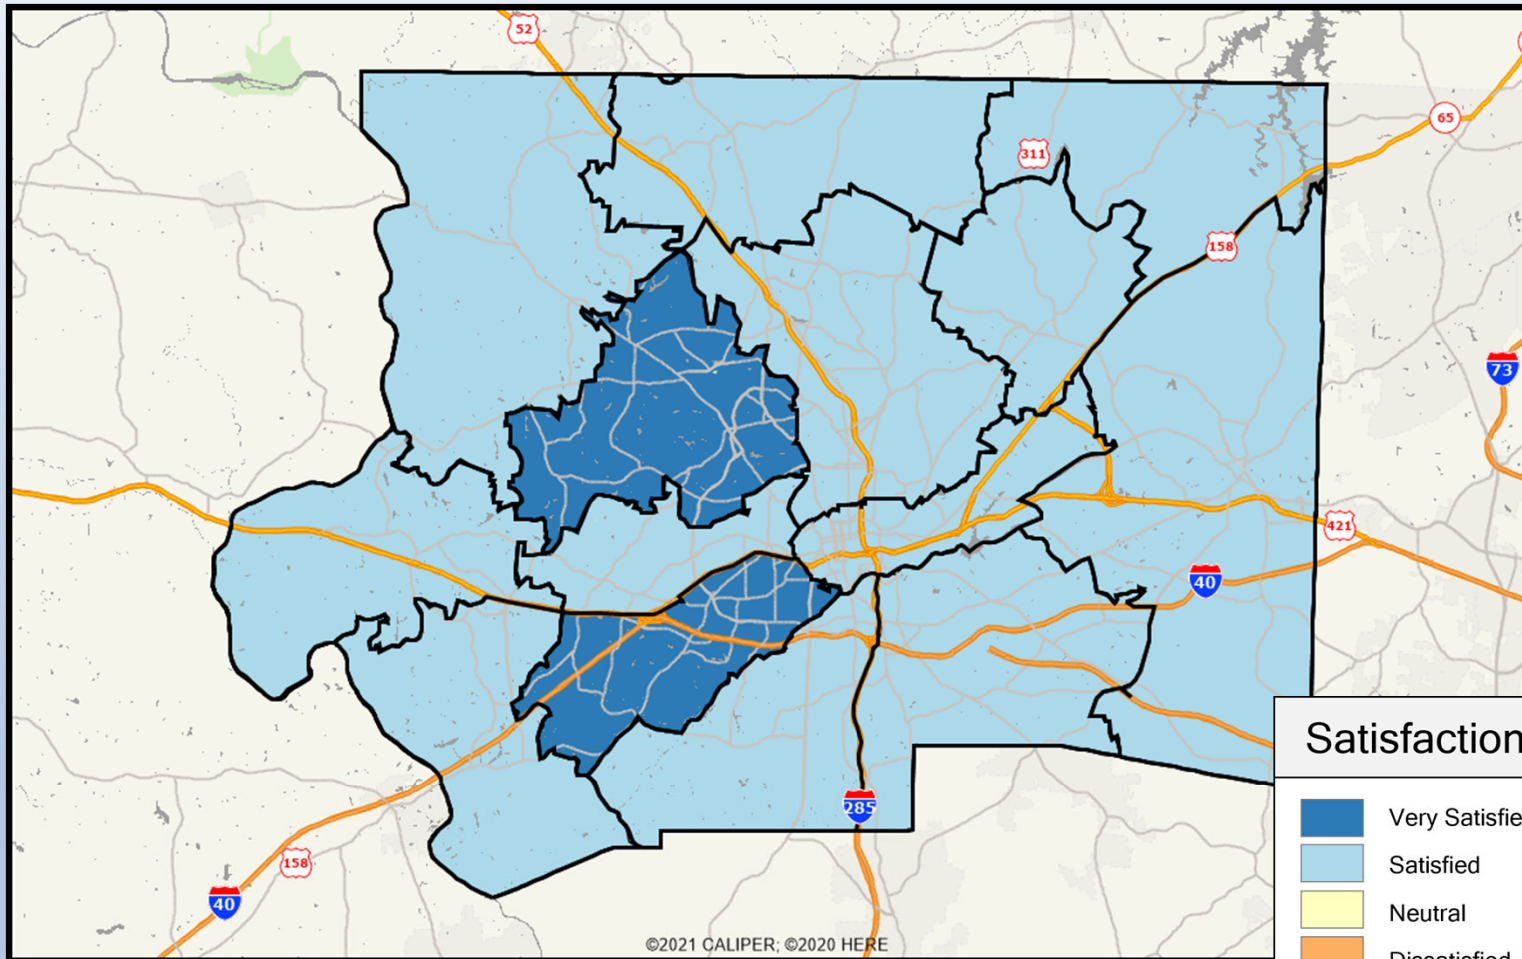 52
65
311
158
73
421
40
285
158
40
Satisfaction
Very Satisfie
Satisfied
Neutral
Dissatisfied
©2021 CALIPER; ©2020 HERE